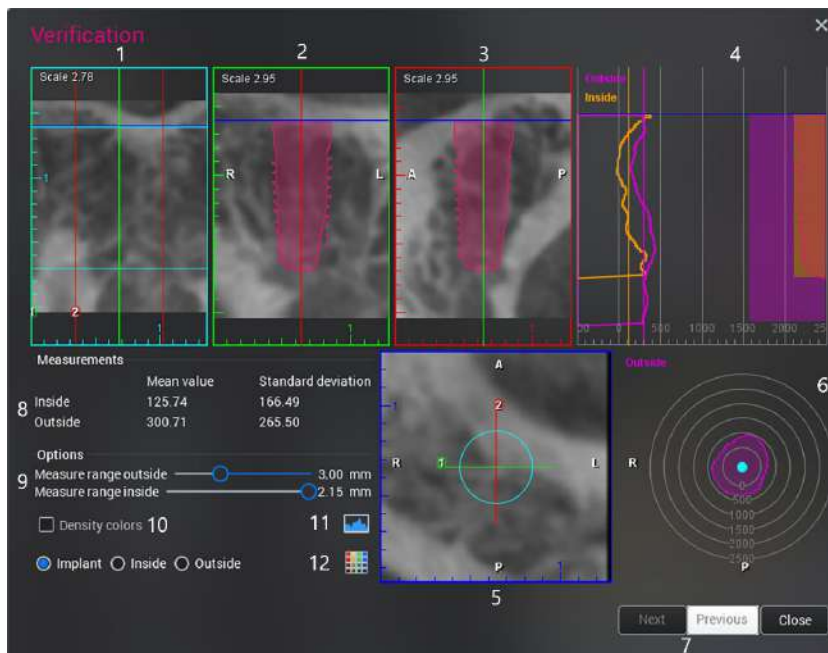 Verification
1
2
3
4
Scale 2.78
Scale 2.95
Scale 2.95
Outside
Inside
1
R
L
A
P
1 2
1
1
1
0 500 1000 1500 2000
Measurements
Mean value Standard deviation
8
Inside 125.74 166.49
Outside 300.71 265.50
Options
9
Measure range outside 3.00 mm
Measure range inside 2.15 mm
Density colors 10
11
Implant Inside Outside
12
A
1
2
R
1
L
P
1
5
Outside
6
R
0
500
1000
1500
2000
2500
P
Next Previous Close
7